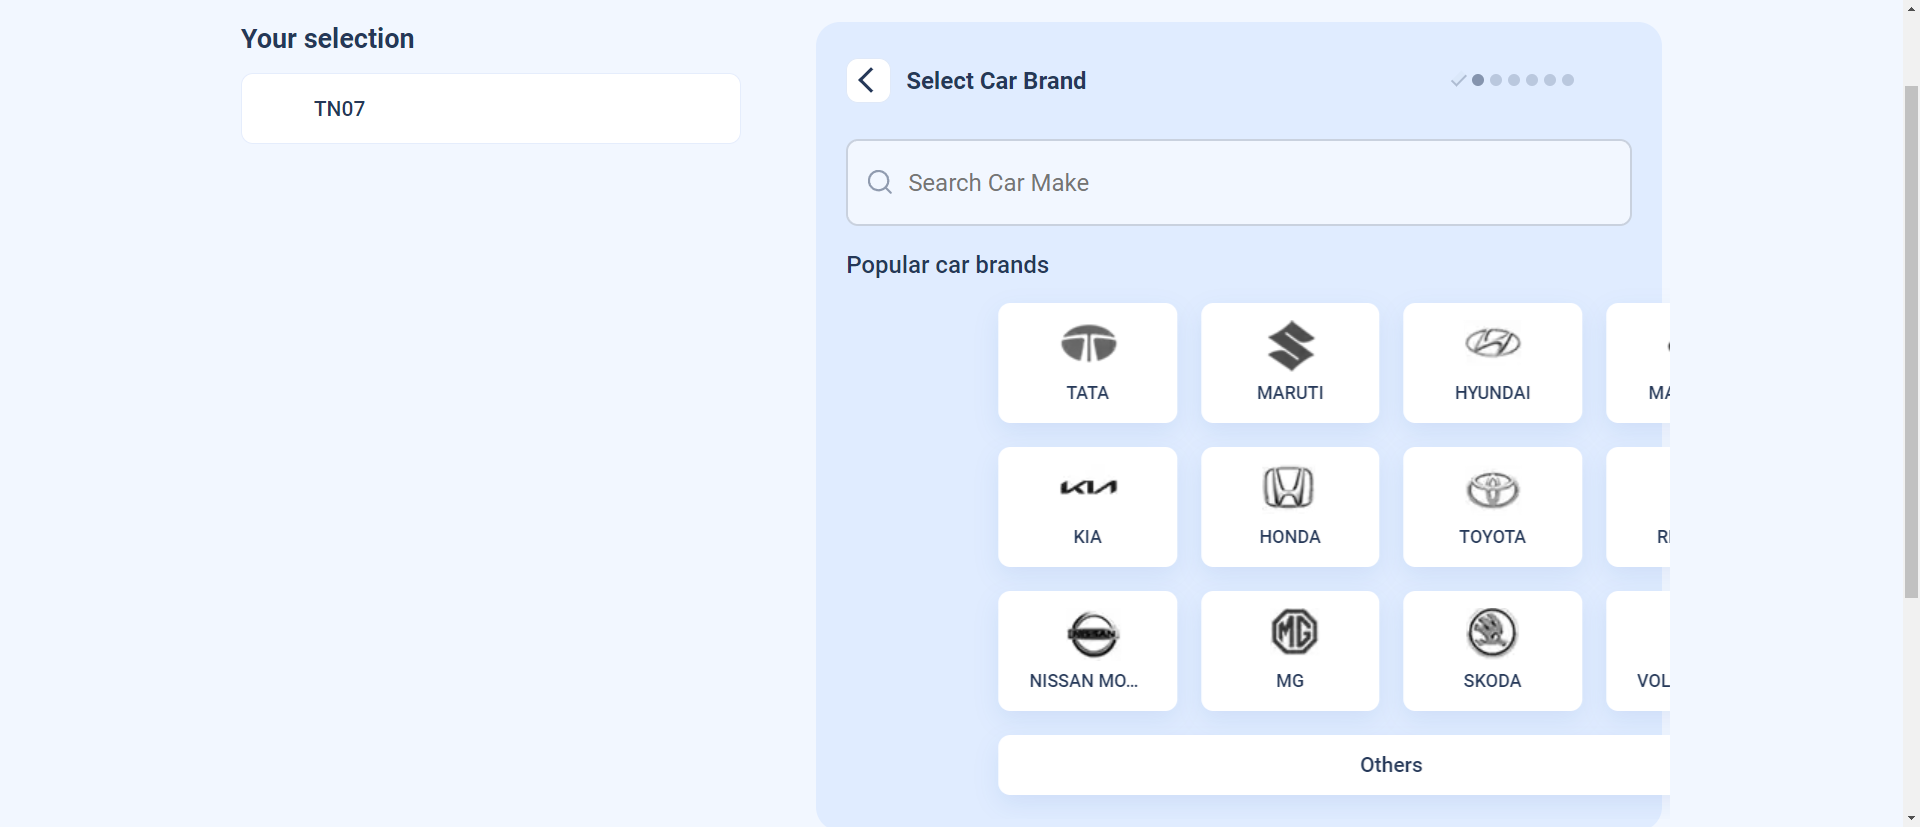 Your selection
TN07
Select Car Brand
Search Car Make
Popular car brands
TATA
MARUTI
HYUNDAI
MA
KIA
HONDA
TOYOTA
NISSAN MO...
MG
SKODA
VOL
Others